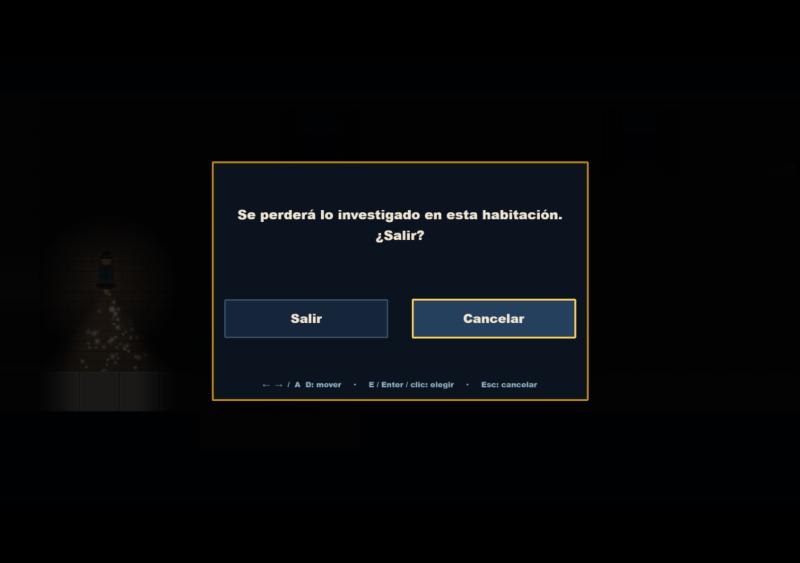 Se perderá lo investigado en esta habitación.
¿Salir?
Salir
Cancelar
← → / A D: mover • E / Enter / clic: elegir • Esc: cancelar